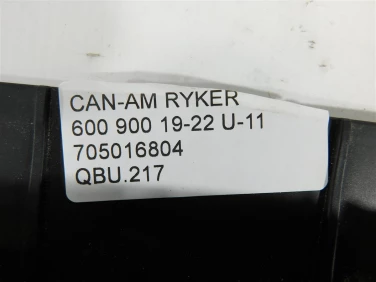 CAN-AM RYKER
600 900 19-22 U-11
705016804
QBU.217